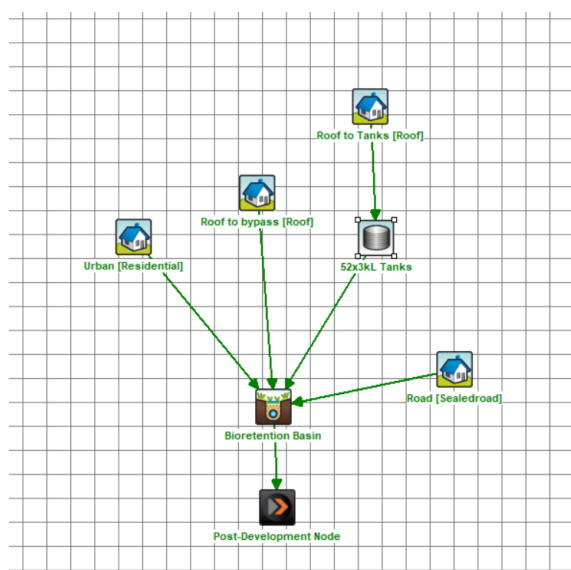 Roof to Tanks [Roof]
Roof to bypass [Roof]
Urban [Residential]
52x3kL Tanks
Road [Sealedroad]
Bioretention Basin
Post-Development Node